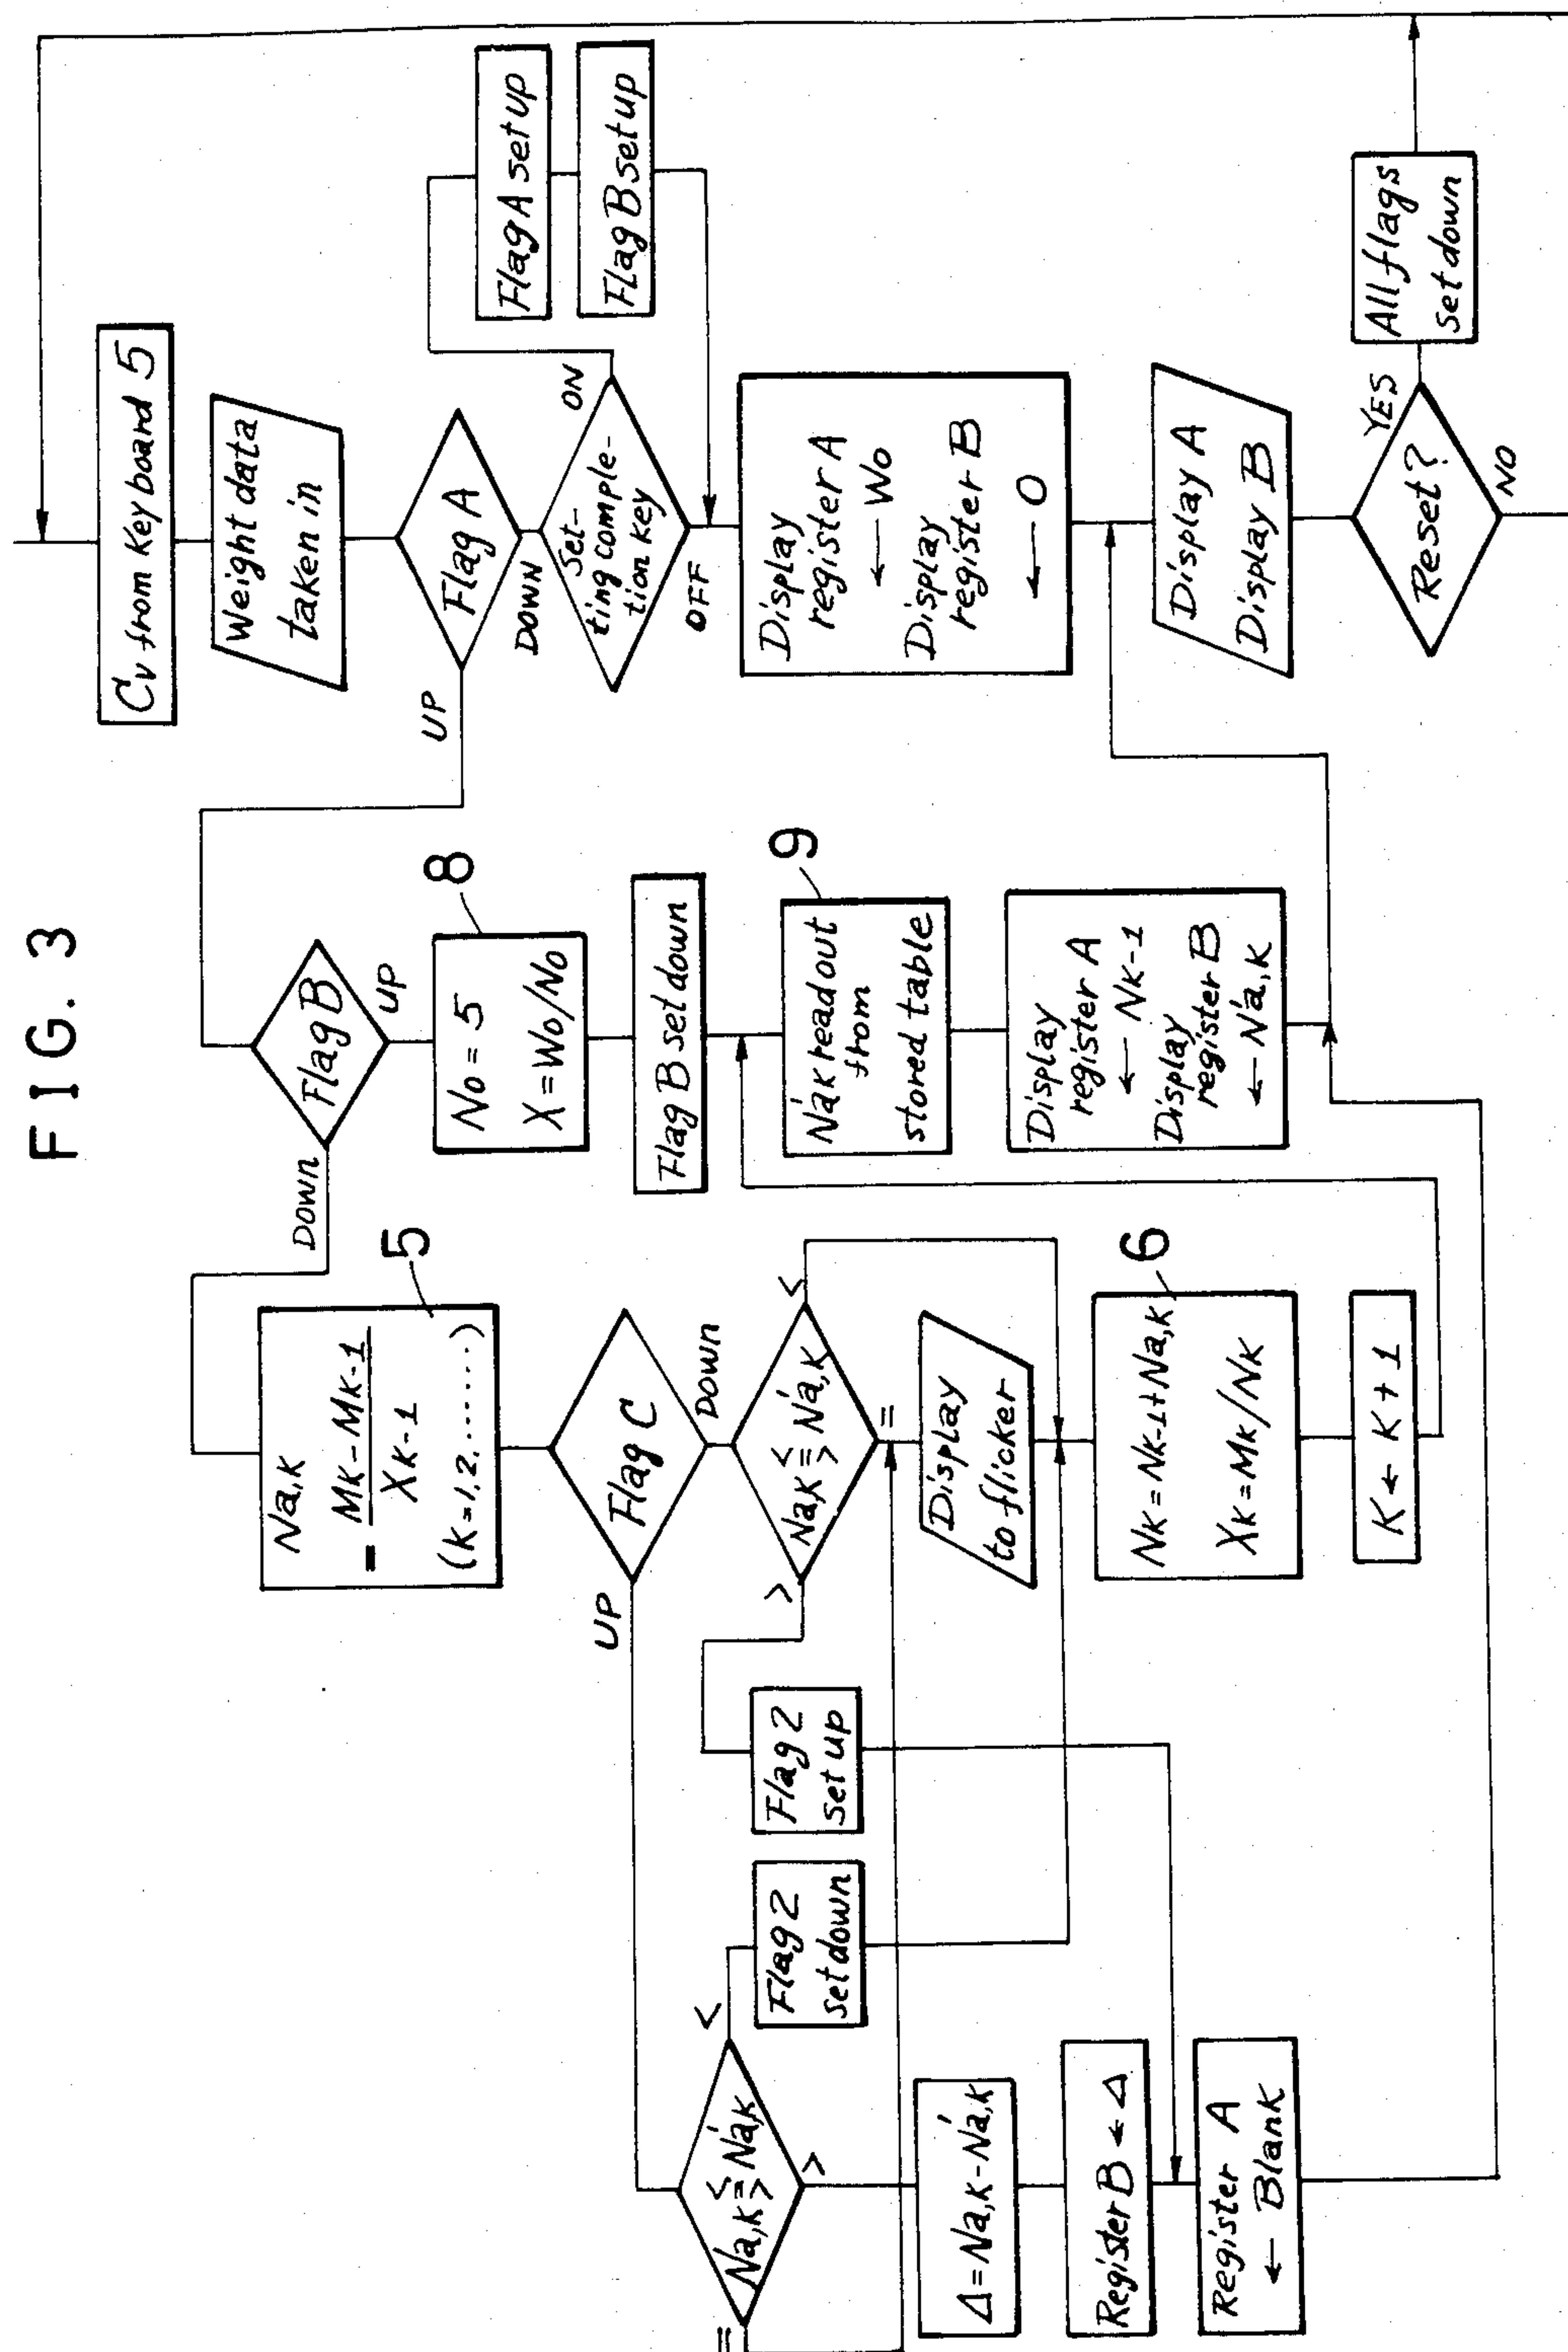 FIG. 3
Cv from Keyboard 5
Weight data
taken in
Flag A
UP
DOWN
Set-
ting comple-
tion key
ON
OFF
Flag A set up
Flag B set up
Display
register A
← Wo
Display
register B
← O
Display A
Display B
Reset?
YES
NO
All flags
set down
Flag B
UP
DOWN
8
No = 5
X = Wo/No
Flag B set down
9
N'ak read out
from
stored table
Display
register A
← Nk-1
Display
register B
← N'a,k
5
Na,k
= Mk - Mk-1
Xk-1
(K=1,2,......)
Flag C
UP
DOWN
Na,k ⋛ N'a,k
<
=
>
Display
to flicker
6
Nk = Nk-1 + Na,k
Xk = Mk/Nk
K ← K + 1
Flag 2
set up
Flag 2
set down
Na,k ⋛ N'a,k
<
=
>
Δ = Na,k - N'a,k
Register B ← Δ
Register A
← Blank